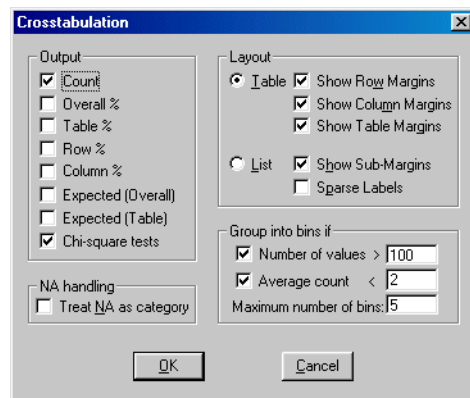 Crosstabulation
Output
Count
Overall %
Table %
Row %
Column %
Expected (Overall)
Expected (Table)
Chi-square tests
NA handling
Treat NA as category
Layout
Table
Show Row Margins
Show Column Margins
Show Table Margins
List
Show Sub-Margins
Sparse Labels
Group into bins if
Number of values > 100
Average count < 2
Maximum number of bins: 5
OK
Cancel